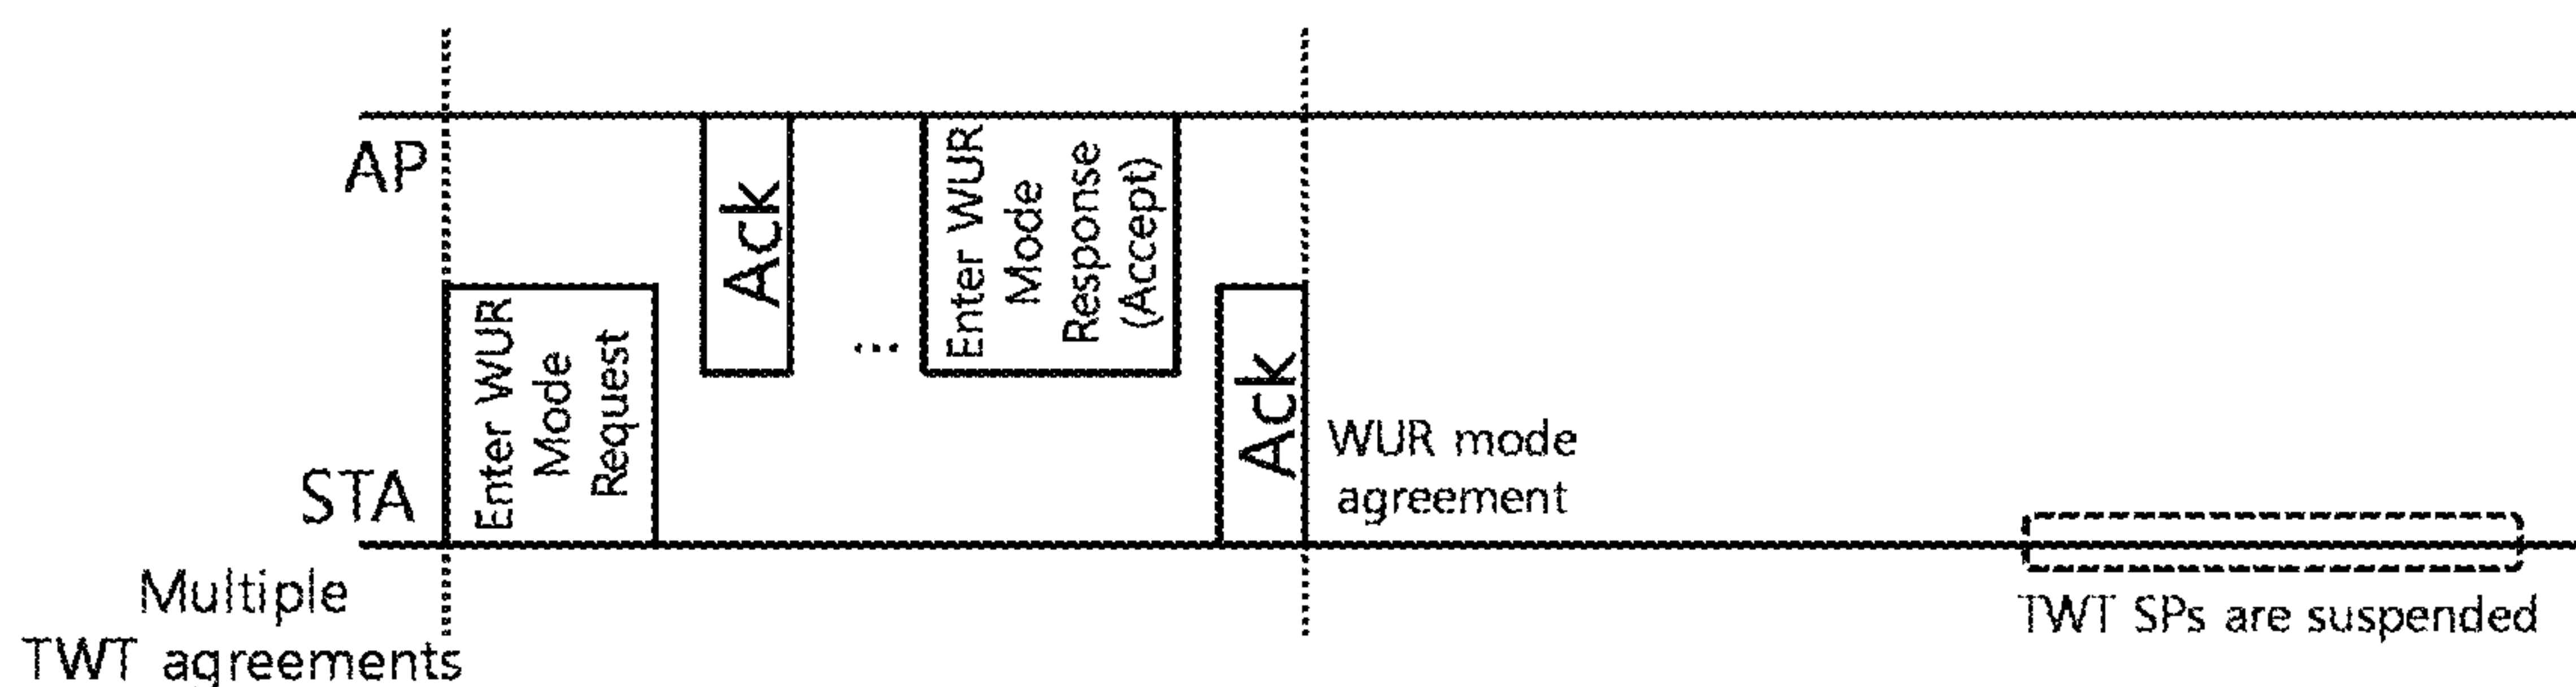 AP
Ack
Enter WUR
Mode
Response
(Accept)
...
STA
Enter WUR
Mode
Request
Ack
WUR mode
agreement
Multiple
TWT agreements
TWT SPs are suspended